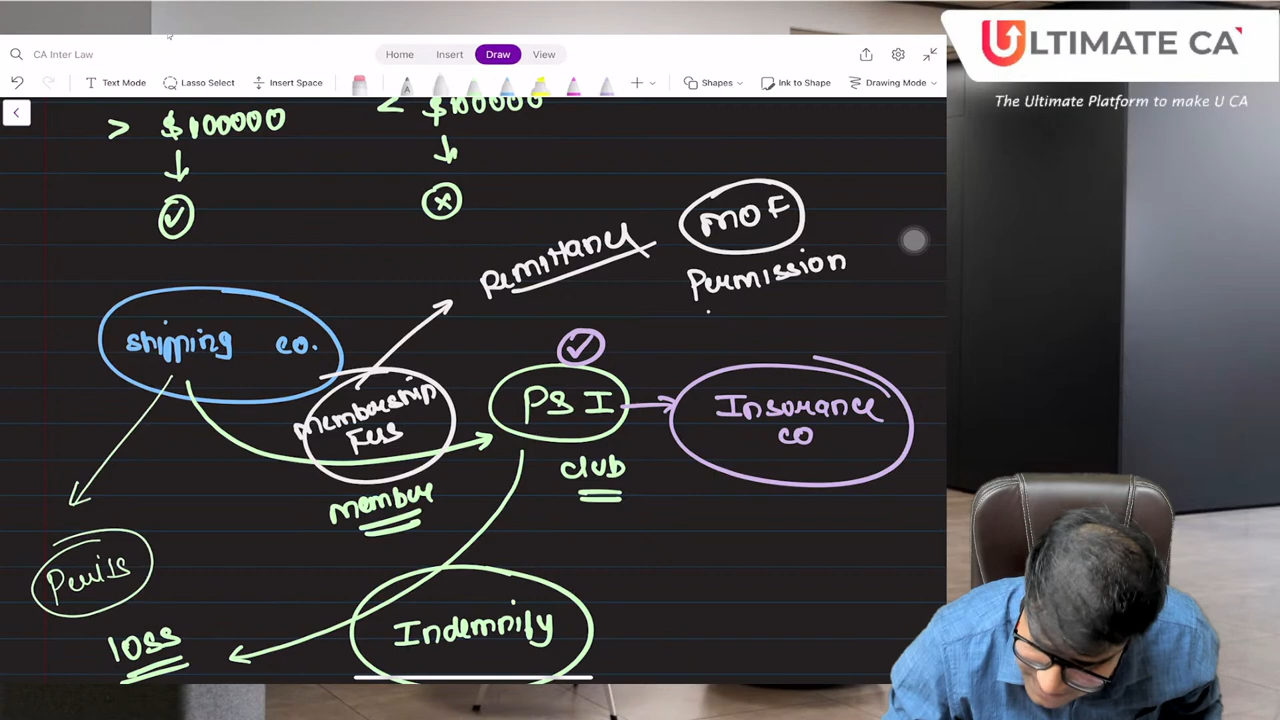 ULTIMATE CA
The Ultimate Platform to make U CA
CA Inter Law
Home Insert Draw View
Text Mode Lasso Select Insert Space Shapes Ink to Shape Drawing Mode
> $100000
< $100000
MOF
Permission
Remittance
shipping co.
membership
Fees
PSI
club
Insurance
co
member
Perils
loss
Indemnify